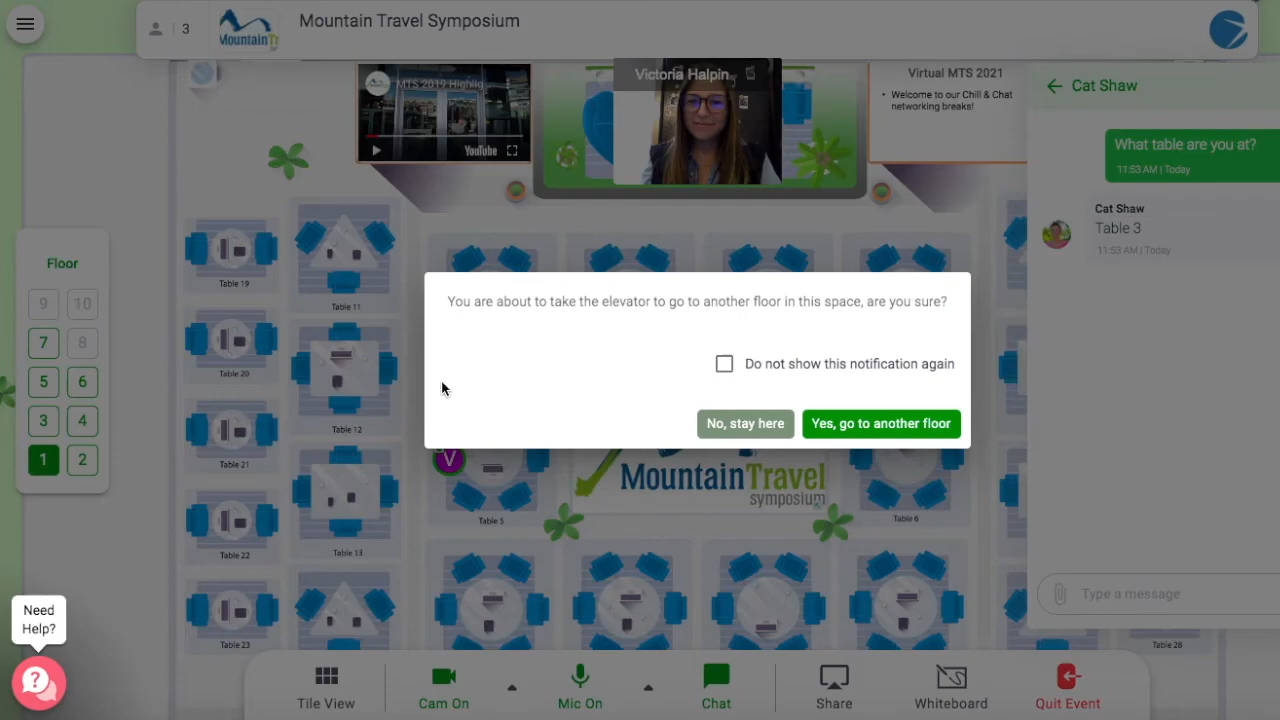 3
MountainTr
Mountain Travel Symposium
MTS 2019 Highlig
YouTube
Victoria Halpin
Virtual MTS 2021
• Welcome to our Chill & Chat
networking breaks!
Cat Shaw
What table are you at?
11:53 AM | Today
Cat Shaw
Table 3
11:53 AM | Today
Floor
9 10
7 8
5 6
3 4
1 2
Table 19
Table 11
Table 20
Table 12
Table 21
Table 22
Table 13
Table 23
You are about to take the elevator to go to another floor in this space, are you sure?
Do not show this notification again
No, stay here
Yes, go to another floor
V
MountainTravel
symposium
Table 5
Table 6
Table 28
Type a message
Need
Help?
Tile View
Cam On
Mic On
Chat
Share
Whiteboard
Quit Event